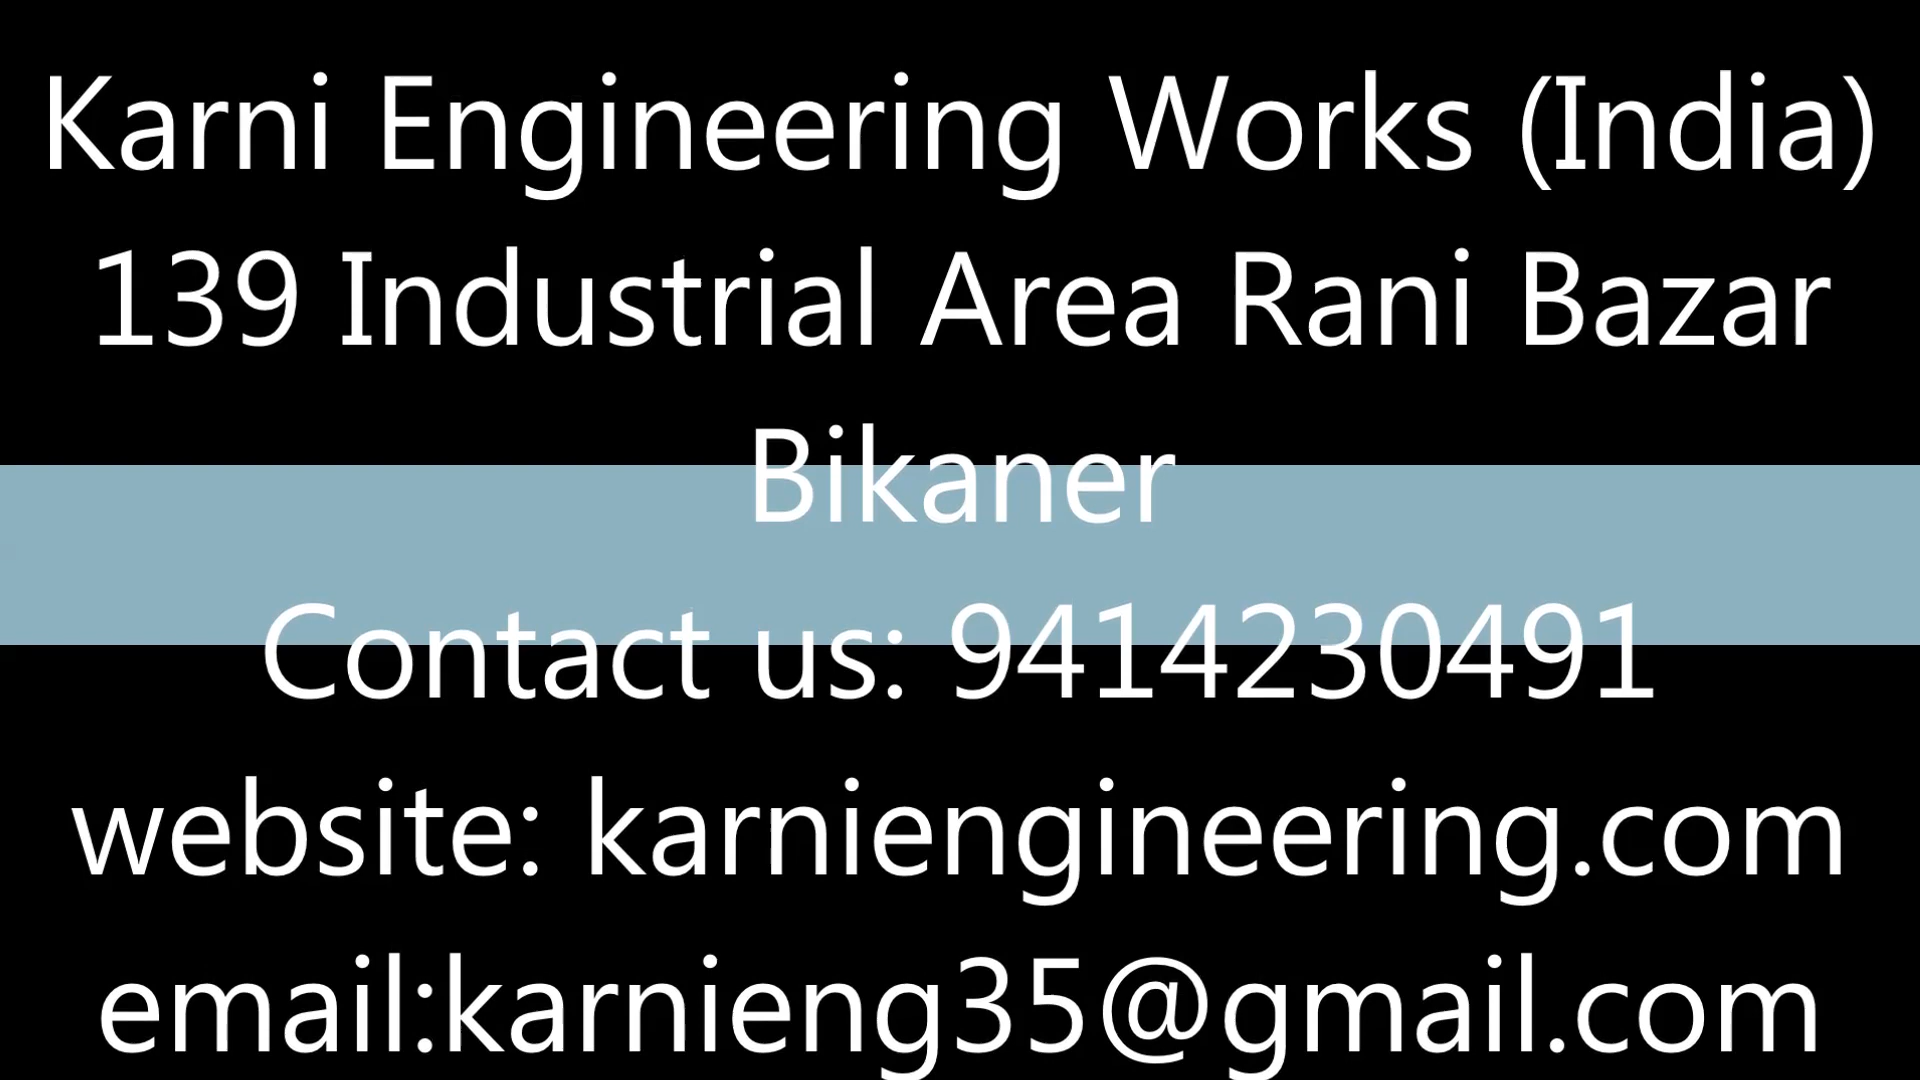 Karni Engineering Works (India)
139 Industrial Area Rani Bazar
Bikaner
Contact us: 9414230491
website: karniengineering.com
email:karnieng35@gmail.com